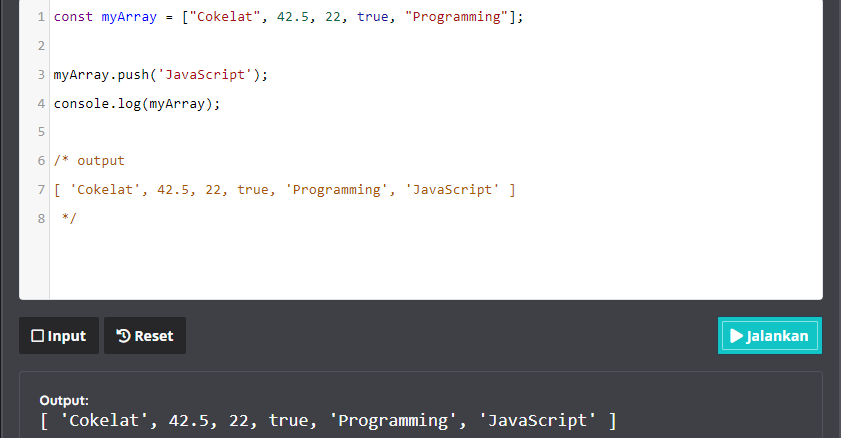 1 const myArray = ["Cokelat", 42.5, 22, true, "Programming"];
2
3 myArray.push('JavaScript');
4 console.log(myArray);
5
6 /* output
7 [ 'Cokelat', 42.5, 22, true, 'Programming', 'JavaScript' ]
8 */
Input Reset Jalankan
Output:
[ 'Cokelat', 42.5, 22, true, 'Programming', 'JavaScript' ]